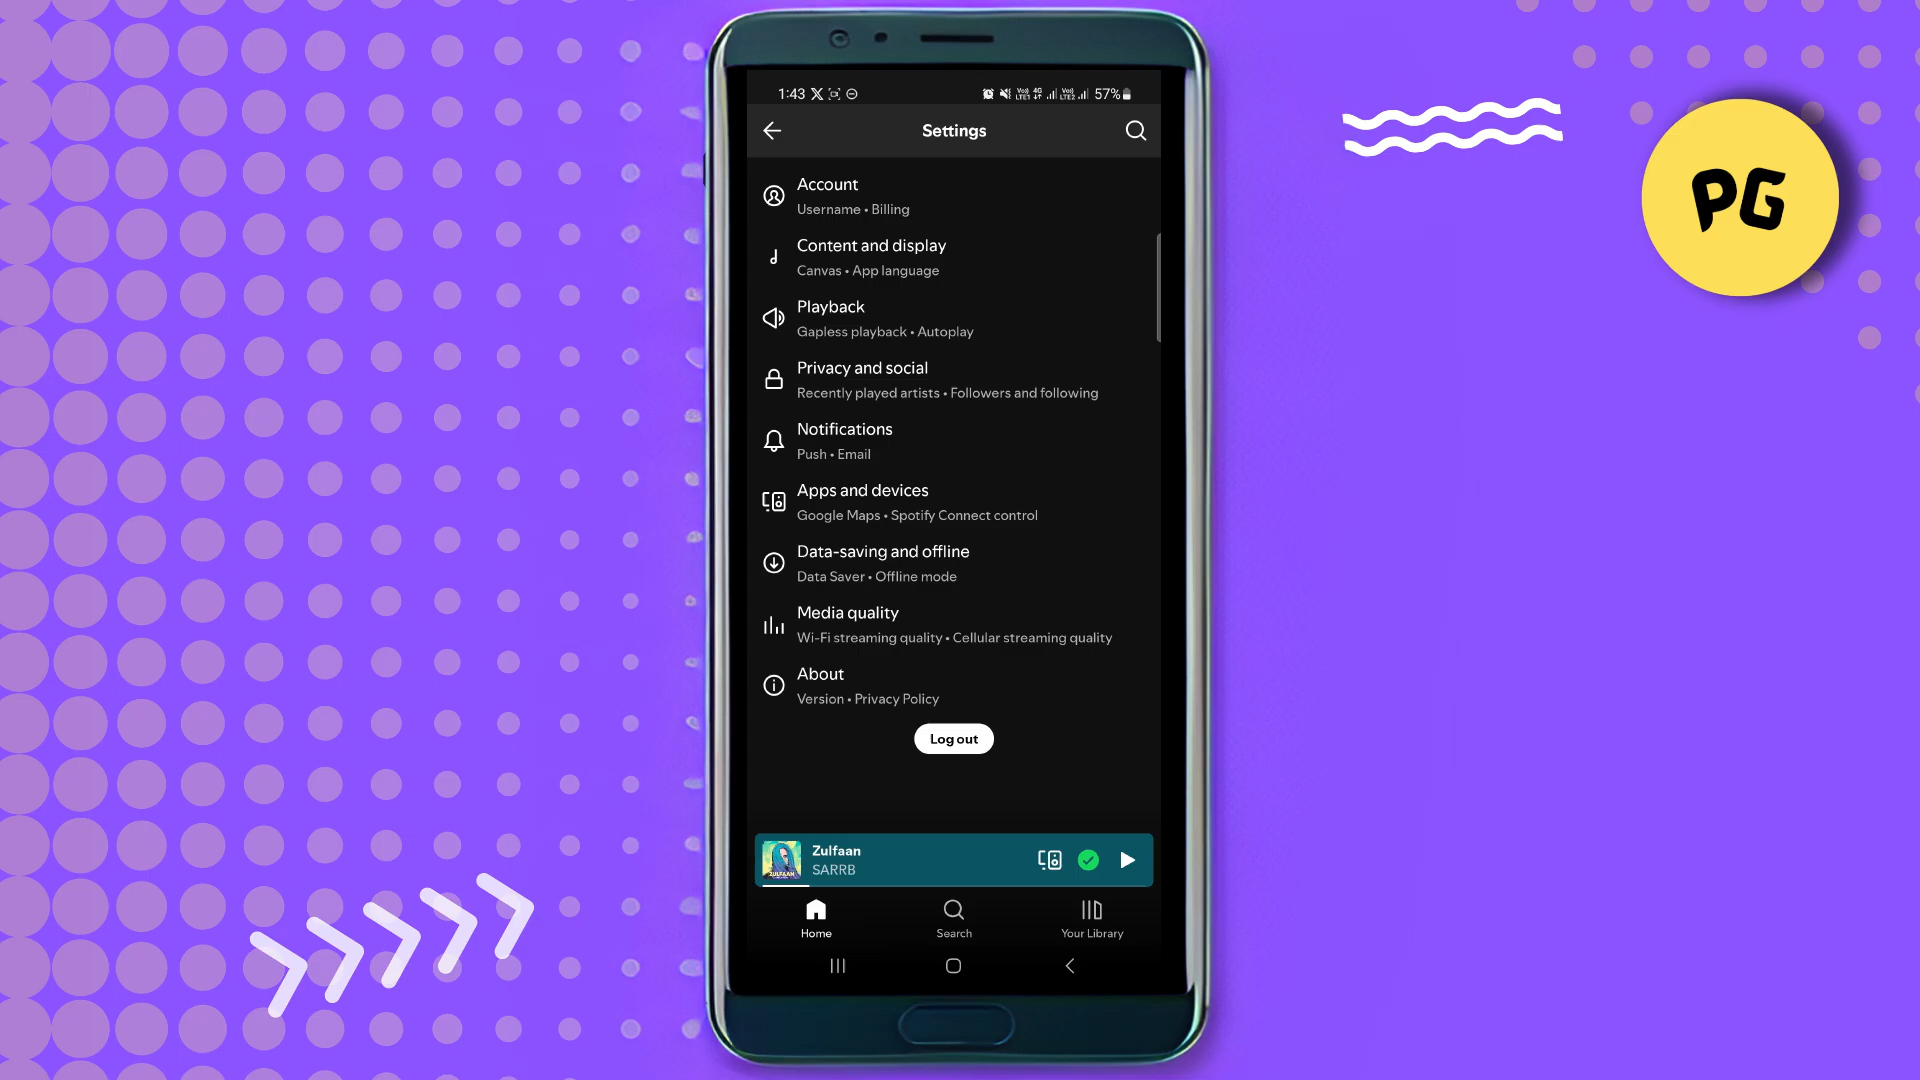 1:43 57%
Settings
PG
Account
Username • Billing
Content and display
Canvas • App language
Playback
Gapless playback • Autoplay
Privacy and social
Recently played artists • Followers and following
Notifications
Push • Email
Apps and devices
Google Maps • Spotify Connect control
Data-saving and offline
Data Saver • Offline mode
Media quality
Wi-Fi streaming quality • Cellular streaming quality
About
Version • Privacy Policy
Log out
Zulfaan
SARRB
ZULFAAN
Home Search Your Library